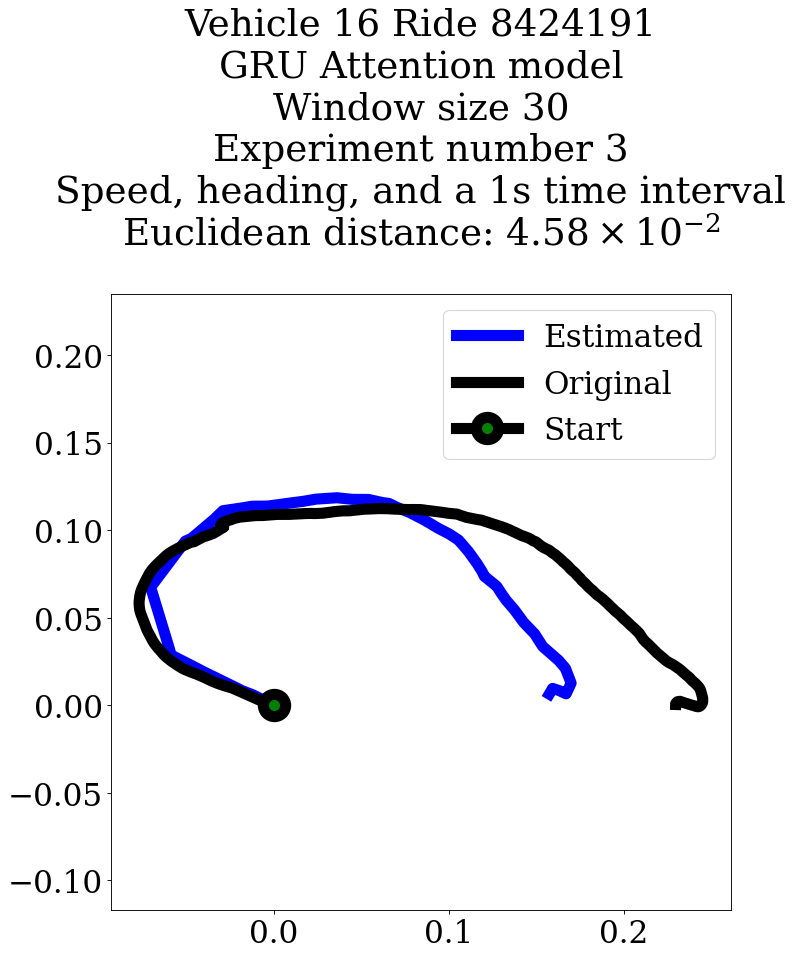 Vehicle 16 Ride 8424191
GRU Attention model
Window size 30
Experiment number 3
Speed, heading, and a 1s time interval
Euclidean distance: 4.58 × 10⁻²
Estimated
Original
Start
0.20
0.15
0.10
0.05
0.00
−0.05
−0.10
0.0 0.1 0.2